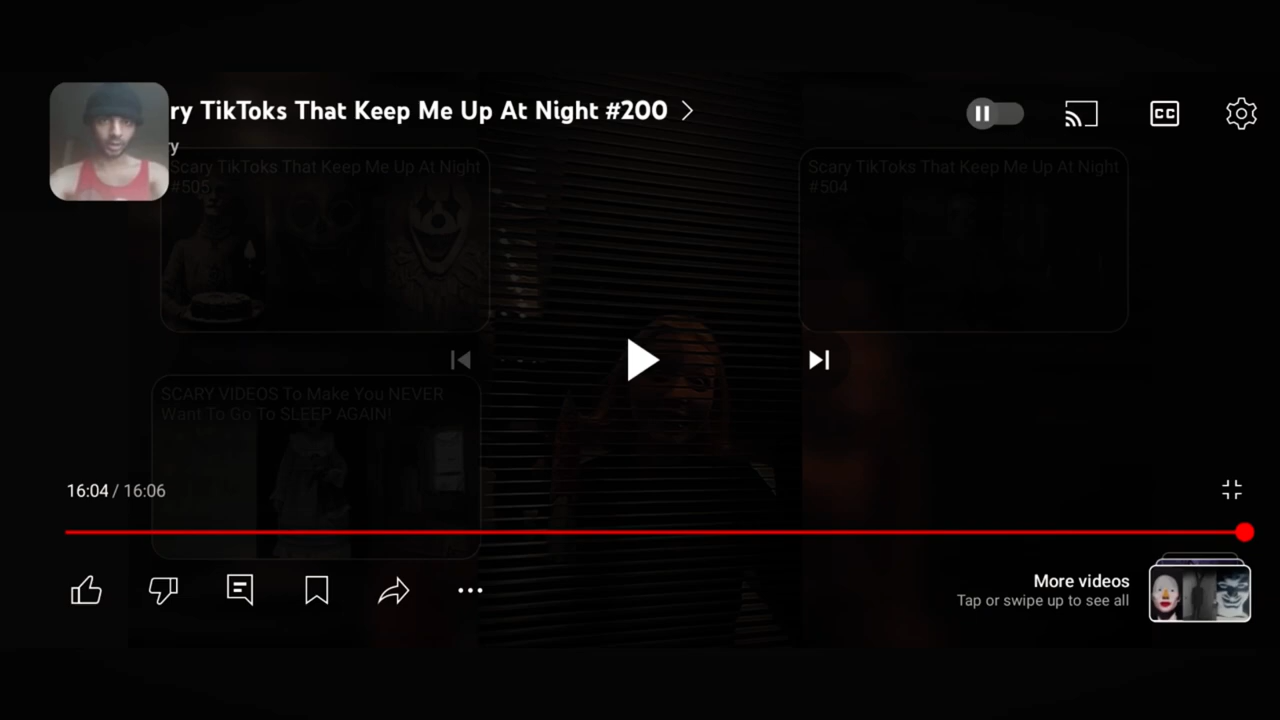 ry TikToks That Keep Me Up At Night #200
ry
CC
Scary TikToks That Keep Me Up At Night
#505
Scary TikToks That Keep Me Up At Night
#504
SCARY VIDEOS To Make You NEVER
Want To Go To SLEEP AGAIN!
16:04 / 16:06
More videos
Tap or swipe up to see all